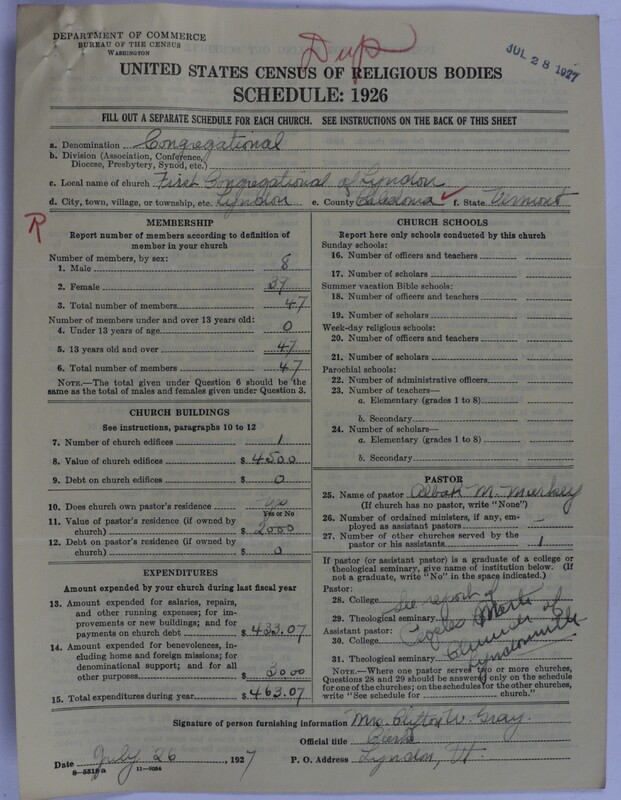 DEPARTMENT OF COMMERCE
BUREAU OF THE CENSUS
WASHINGTON
Dup
JUL 28 1927
UNITED STATES CENSUS OF RELIGIOUS BODIES
SCHEDULE: 1926
FILL OUT A SEPARATE SCHEDULE FOR EACH CHURCH. SEE INSTRUCTIONS ON THE BACK OF THIS SHEET
a. Denomination Congregational
b. Division (Association, Conference, Diocese, Presbytery, Synod, etc.)
c. Local name of church First Congregational of Lyndon
d. City, town, village, or township, etc. Lyndon e. County Caledonia f. State Vermont
R
MEMBERSHIP
Report number of members according to definition of
member in your church
Number of members, by sex:
1. Male 8
2. Female 39
3. Total number of members 47
Number of members under and over 13 years old:
4. Under 13 years of age 0
5. 13 years old and over 47
6. Total number of members 47
NOTE.—The total given under Question 6 should be the
same as the total of males and females given under Question 3.
CHURCH BUILDINGS
See instructions, paragraphs 10 to 12
7. Number of church edifices 1
8. Value of church edifices $ 4500
9. Debt on church edifices $ 0
10. Does church own pastor's residence yes
Yes or No
11. Value of pastor's residence (if owned by
church) $ 2000
12. Debt on pastor's residence (if owned by
church) $ 0
EXPENDITURES
Amount expended by your church during last fiscal year
13. Amount expended for salaries, repairs,
and other running expenses; for im-
provements or new buildings; and for
payments on church debt $ 433.07
14. Amount expended for benevolences, in-
cluding home and foreign missions; for
denominational support; and for all
other purposes $ 30 00
15. Total expenditures during year $ 463.07
CHURCH SCHOOLS
Report here only schools conducted by this church
Sunday schools:
16. Number of officers and teachers
17. Number of scholars
Summer vacation Bible schools:
18. Number of officers and teachers
19. Number of scholars
Week-day religious schools:
20. Number of officers and teachers
21. Number of scholars
Parochial schools:
22. Number of administrative officers
23. Number of teachers—
a. Elementary (grades 1 to 8)
b. Secondary
24. Number of scholars—
a. Elementary (grades 1 to 8)
b. Secondary
PASTOR
25. Name of pastor M.
(If church has no pastor, write "None")
26. Number of ordained ministers, if any, em-
ployed as assistant pastors –
27. Number of other churches served by the
pastor or his assistants 1
If pastor (or assistant pastor) is a graduate of a college or
theological seminary, give name of institution below. (If
not a graduate, write "No" in the space indicated.)
Pastor:
28. College See report of
29. Theological seminary
Assistant pastor:
30. College Church of
31. Theological seminary Lyndonville
NOTE.—Where one pastor serves two or more churches,
Questions 28 and 29 should be answered only on the schedule
for one of the churches; on the schedules for the other churches,
write "See schedule for church."
Signature of person furnishing information Mrs. Clifton W. Gray.
Official title Clerk
Date July 26, 1927 P. O. Address Lyndon, Vt.
8—5518 a 11—9034